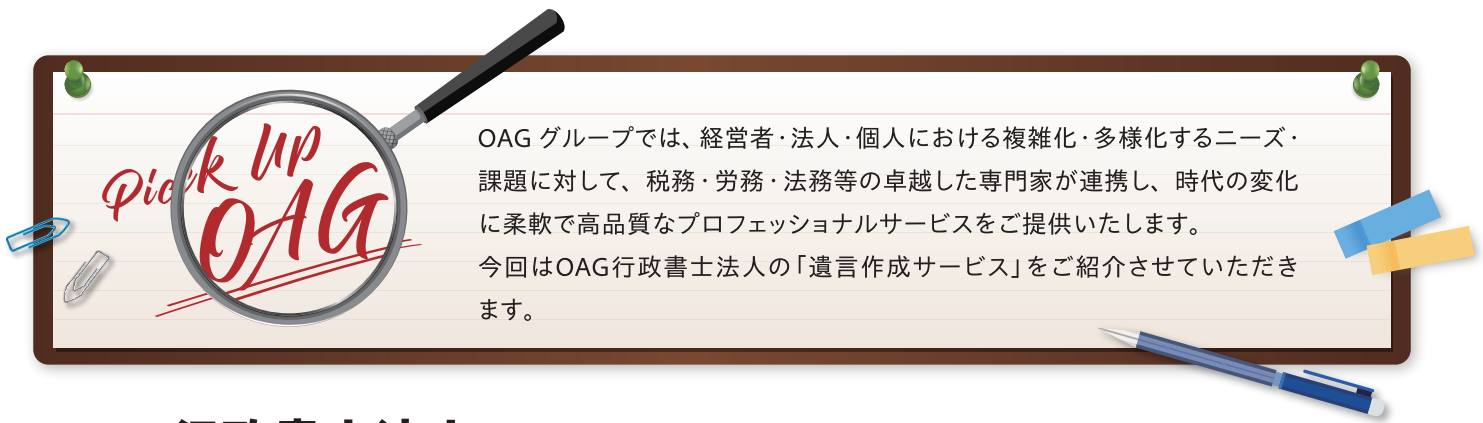 Pick Up
OAG
OAG グループでは、経営者・法人・個人における複雑化・多様化するニーズ・
課題に対して、税務・労務・法務等の卓越した専門家が連携し、時代の変化
に柔軟で高品質なプロフェッショナルサービスをご提供いたします。
今回はOAG行政書士法人の「遺言作成サービス」をご紹介させていただき
ます。